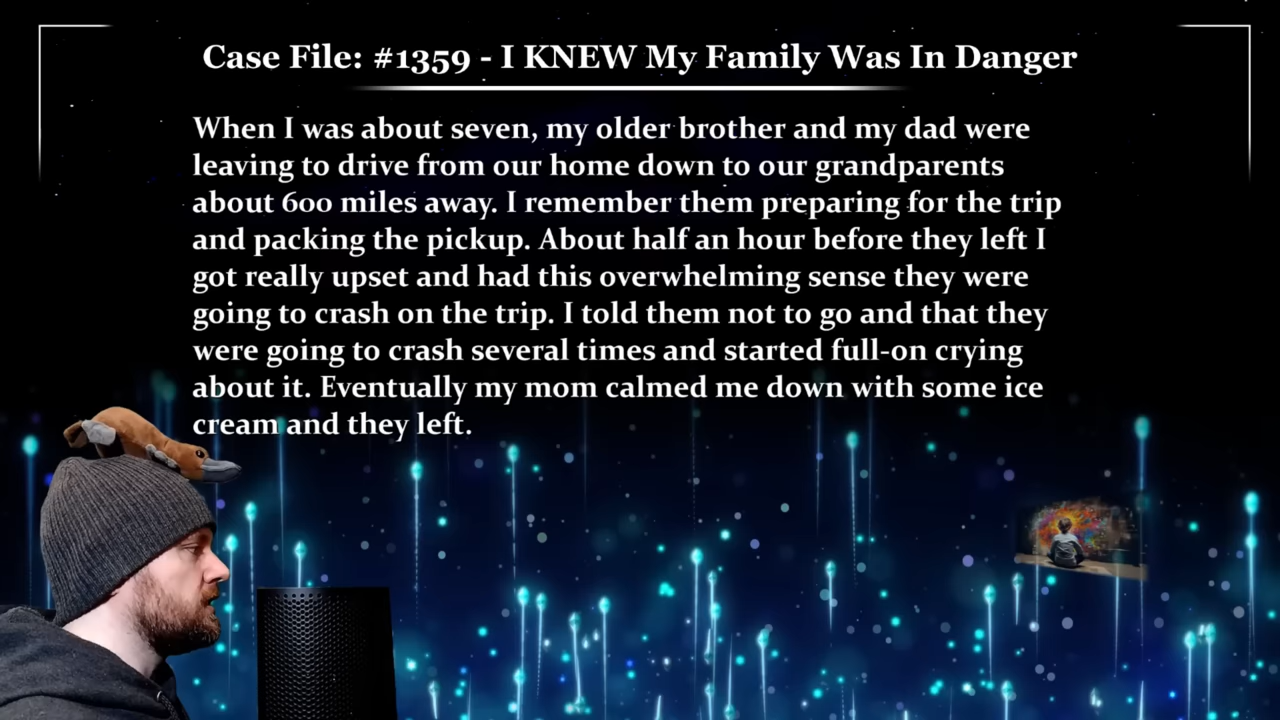 Case File: #1359 - I KNEW My Family Was In Danger
When I was about seven, my older brother and my dad were
leaving to drive from our home down to our grandparents
about 600 miles away. I remember them preparing for the trip
and packing the pickup. About half an hour before they left I
got really upset and had this overwhelming sense they were
going to crash on the trip. I told them not to go and that they
were going to crash several times and started full-on crying
about it. Eventually my mom calmed me down with some ice
cream and they left.